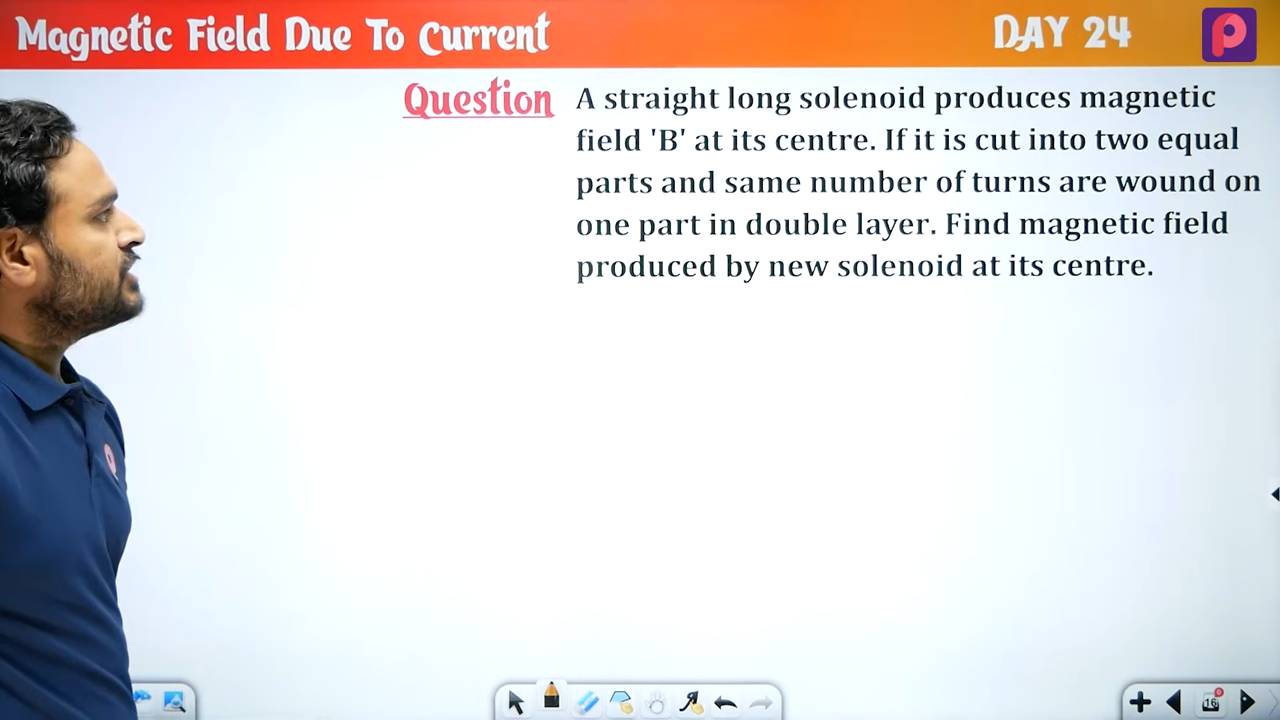 Magnetic Field Due To Current
DAY 24
Question
A straight long solenoid produces magnetic
field 'B' at its centre. If it is cut into two equal
parts and same number of turns are wound on
one part in double layer. Find magnetic field
produced by new solenoid at its centre.
16